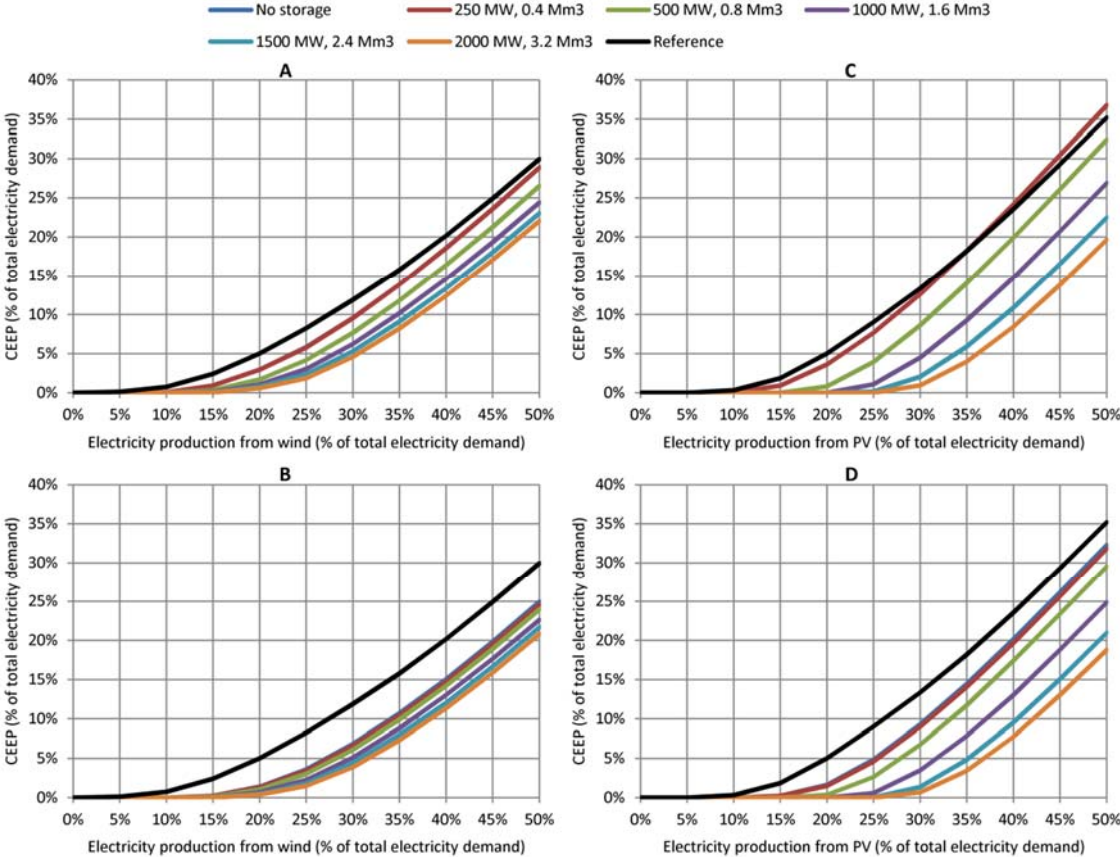 No storage 250 MW, 0.4 Mm3 500 MW, 0.8 Mm3 1000 MW, 1.6 Mm3
1500 MW, 2.4 Mm3 2000 MW, 3.2 Mm3 Reference
A
CEEP (% of total electricity demand)
40%
35%
30%
25%
20%
15%
10%
5%
0%
0% 5% 10% 15% 20% 25% 30% 35% 40% 45% 50%
Electricity production from wind (% of total electricity demand)
C
CEEP (% of total electricity demand)
40%
35%
30%
25%
20%
15%
10%
5%
0%
0% 5% 10% 15% 20% 25% 30% 35% 40% 45% 50%
Electricity production from PV (% of total electricity demand)
B
CEEP (% of total electricity demand)
40%
35%
30%
25%
20%
15%
10%
5%
0%
0% 5% 10% 15% 20% 25% 30% 35% 40% 45% 50%
Electricity production from wind (% of total electricity demand)
D
CEEP (% of total electricity demand)
40%
35%
30%
25%
20%
15%
10%
5%
0%
0% 5% 10% 15% 20% 25% 30% 35% 40% 45% 50%
Electricity production from PV (% of total electricity demand)